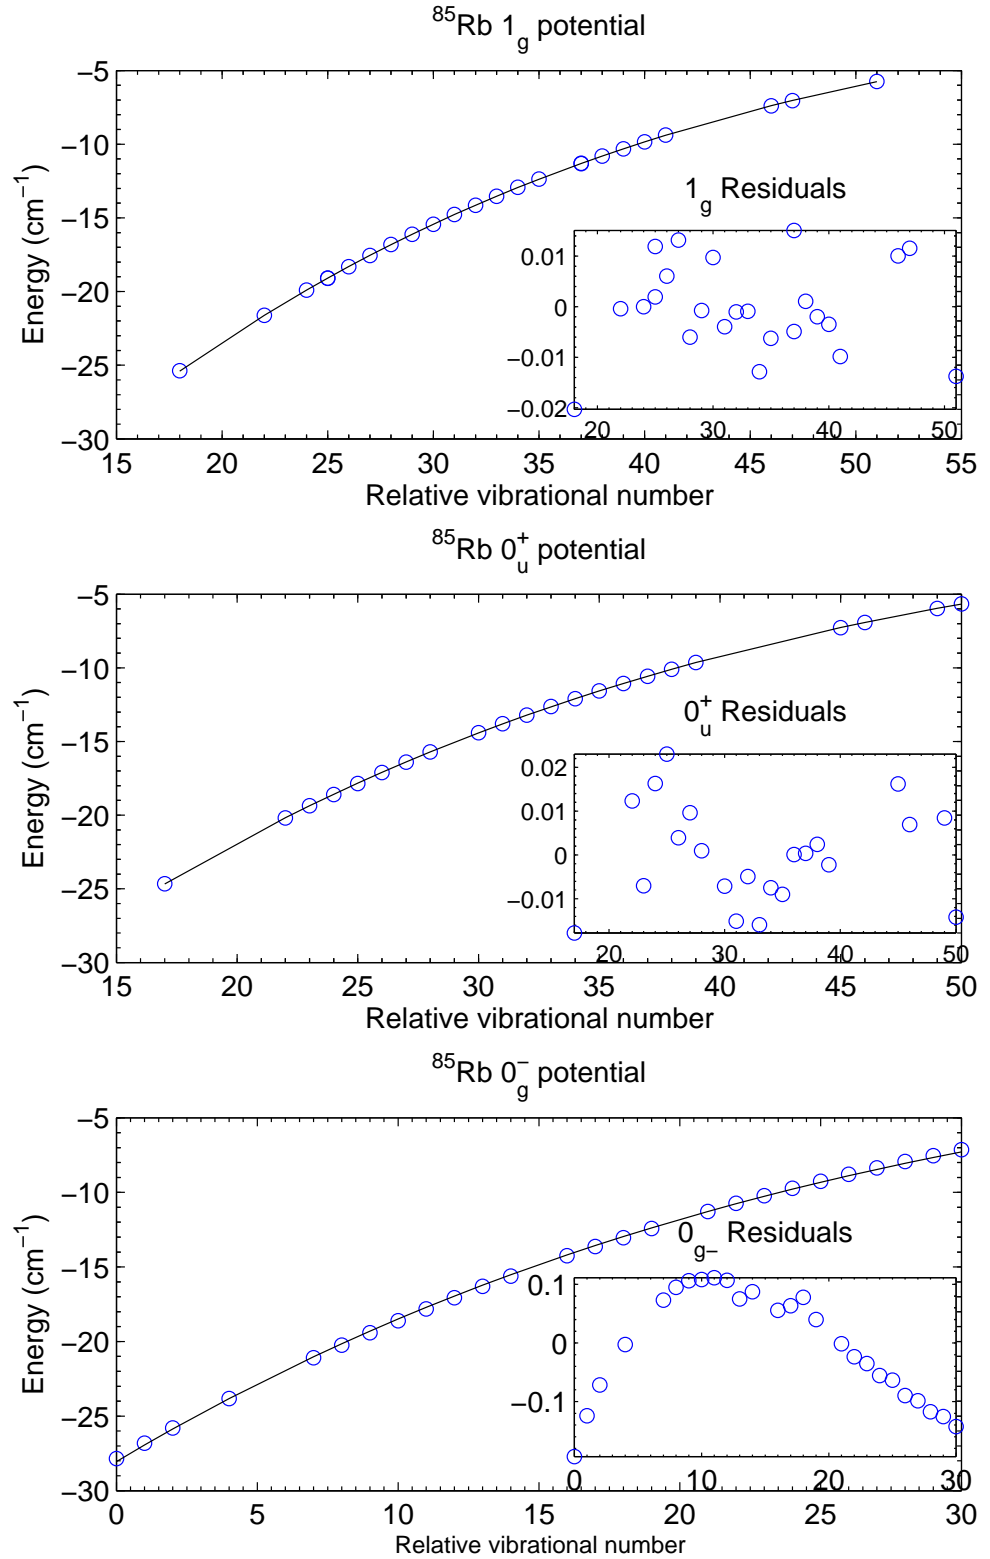 ⁸⁵Rb 1g potential
−5
−10
−15
−20
−25
−30
Energy (cm⁻¹)
1g Residuals
0.01
0
−0.01
−0.02
20 30 40 50
15 20 25 30 35 40 45 50 55
Relative vibrational number
⁸⁵Rb 0u⁺ potential
−5
−10
−15
−20
−25
−30
Energy (cm⁻¹)
0u⁺ Residuals
0.02
0.01
0
−0.01
20 30 40 50
15 20 25 30 35 40 45 50
Relative vibrational number
⁸⁵Rb 0g⁻ potential
−5
−10
−15
−20
−25
−30
Energy (cm⁻¹)
0g− Residuals
0.1
0
−0.1
0 10 20 30
0 5 10 15 20 25 30
Relative vibrational number